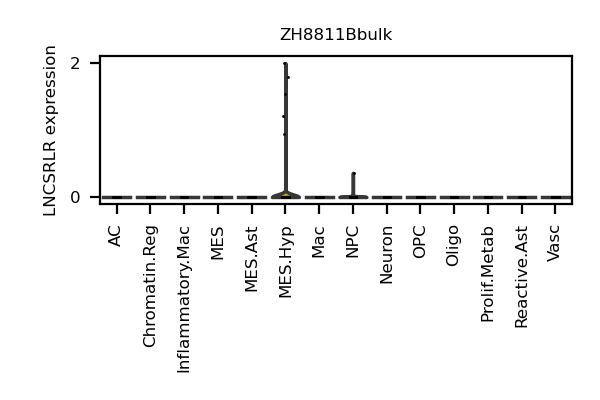 ZH8811Bbulk
LNCSRLR expression
2
0
AC
Chromatin.Reg
Inflammatory.Mac
MES
MES.Ast
MES.Hyp
Mac
NPC
Neuron
OPC
Oligo
Prolif.Metab
Reactive.Ast
Vasc